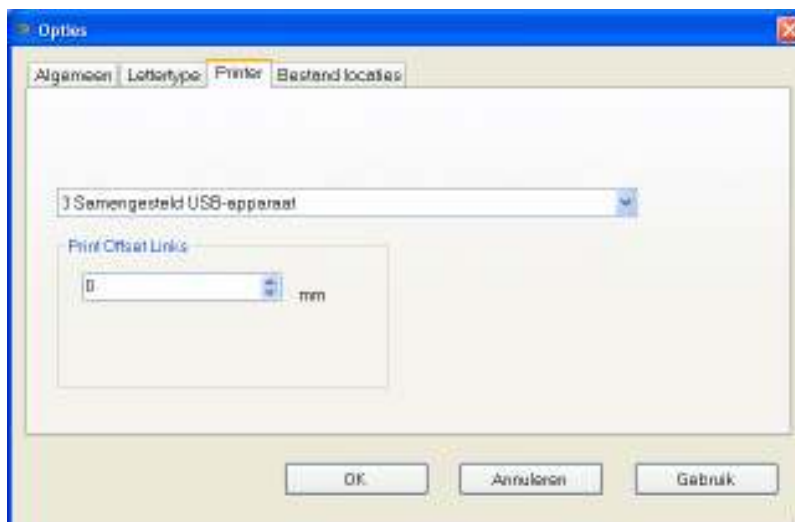 Opties
Algemeen Lettertype Printer Bestand locaties
3 Samengesteld USB-apparaat
Print Offset Links
0 mm
OK Annuleren Gebruik